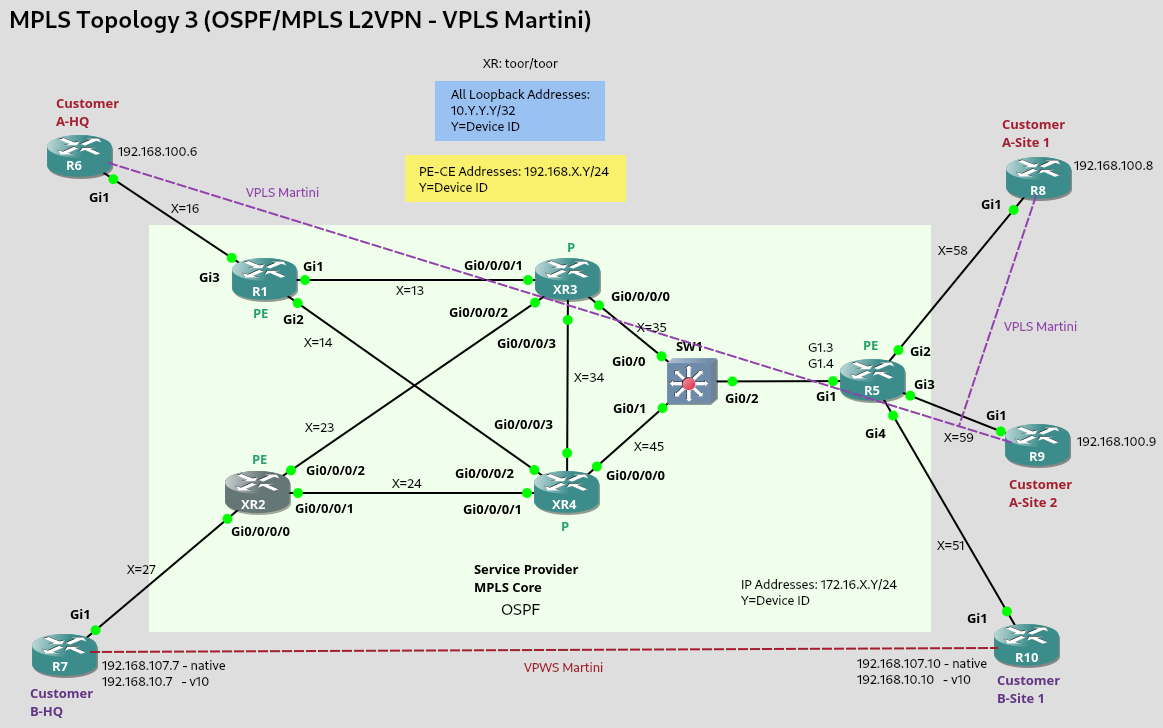 MPLS Topology 3 (OSPF/MPLS L2VPN - VPLS Martini)
XR: toor/toor
All Loopback Addresses:
10.Y.Y.Y/32
Y=Device ID
PE-CE Addresses: 192.168.X.Y/24
Y=Device ID
Customer
A-HQ
R6
192.168.100.6
Gi1
X=16
VPLS Martini
Customer
A-Site 1
R8
192.168.100.8
Gi1
X=58
VPLS Martini
Gi3
R1
PE
Gi1
Gi2
X=13
X=14
P
XR3
Gi0/0/0/1
Gi0/0/0/2
Gi0/0/0/3
Gi0/0/0/0
X=35
X=34
SW1
Gi0/0
Gi0/1
Gi0/2
G1.3
G1.4
Gi1
PE
R5
Gi2
Gi3
Gi4
X=59
Gi1
R9
192.168.100.9
Customer
A-Site 2
X=23
PE
XR2
Gi0/0/0/2
Gi0/0/0/1
Gi0/0/0/0
X=24
Gi0/0/0/3
Gi0/0/0/2
Gi0/0/0/1
XR4
P
Gi0/0/0/0
X=45
X=27
X=51
Service Provider
MPLS Core
OSPF
IP Addresses: 172.16.X.Y/24
Y=Device ID
Gi1
R7
192.168.107.7 - native
192.168.10.7 - v10
Customer
B-HQ
VPWS Martini
Gi1
R10
192.168.107.10 - native
192.168.10.10 - v10
Customer
B-Site 1